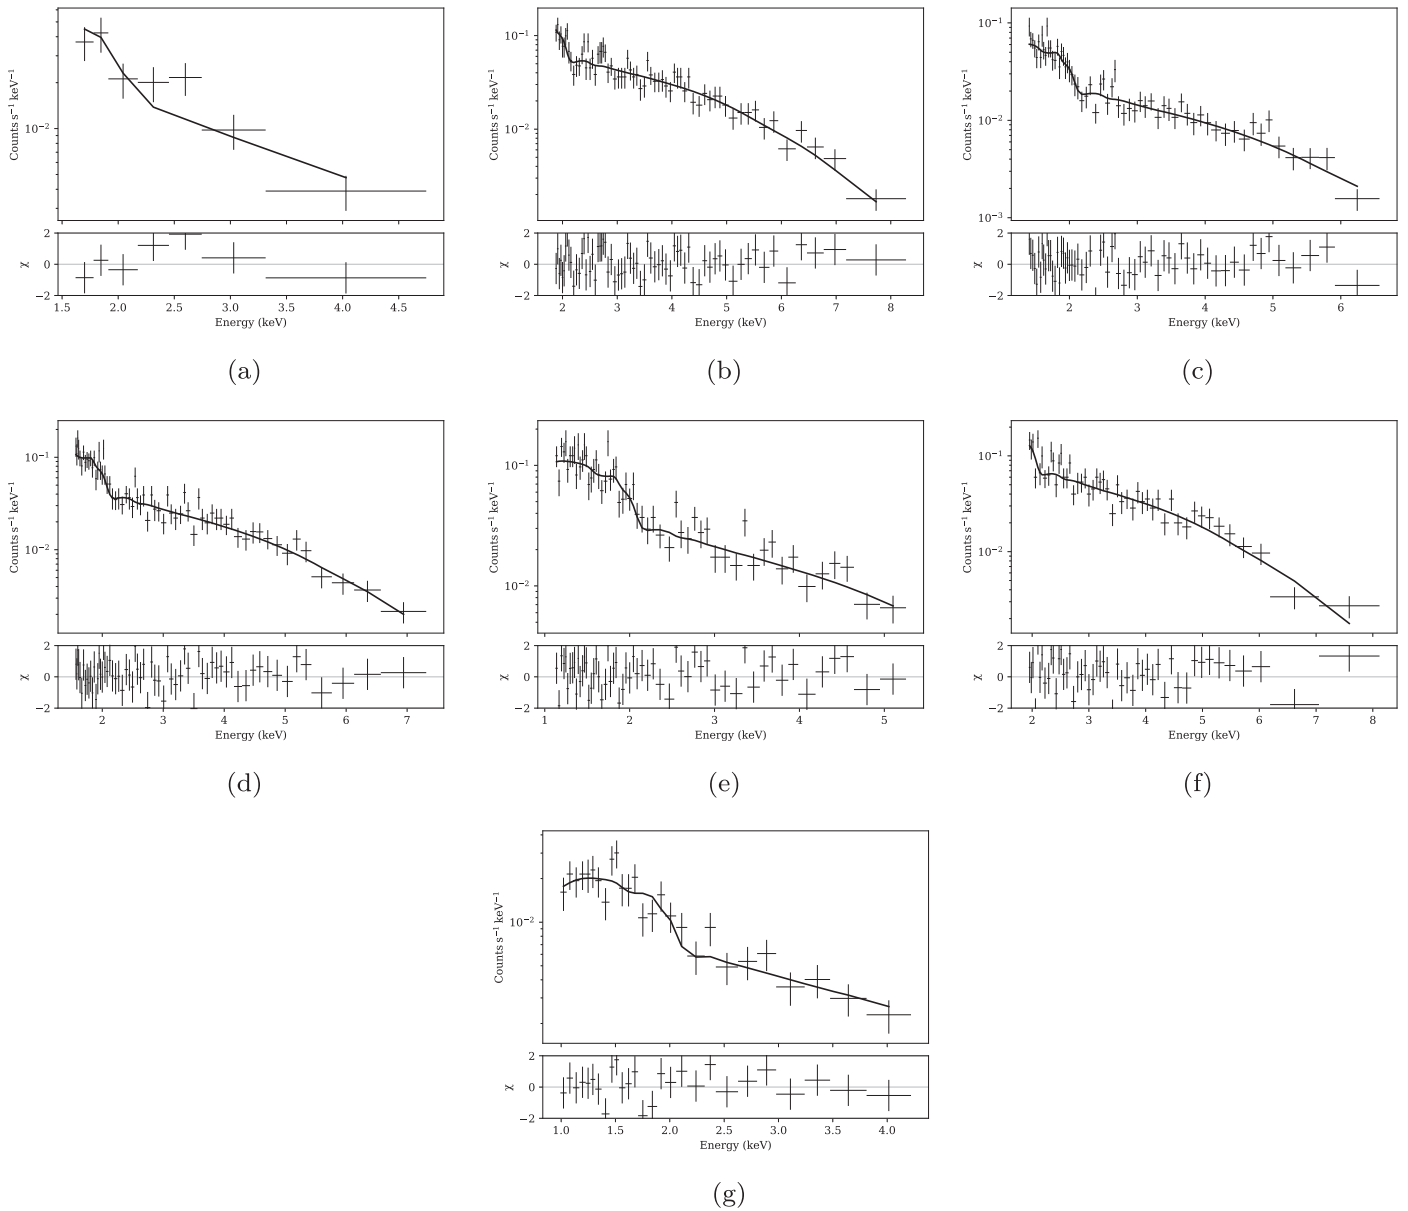 Counts s⁻¹ keV⁻¹
10⁻²
2
0
−2
χ
1.5 2.0 2.5 3.0 3.5 4.0 4.5
Energy (keV)
(a)
Counts s⁻¹ keV⁻¹
10⁻¹
10⁻²
2
0
−2
χ
2 3 4 5 6 7 8
Energy (keV)
(b)
Counts s⁻¹ keV⁻¹
10⁻¹
10⁻²
10⁻³
2
0
−2
χ
2 3 4 5 6
Energy (keV)
(c)
Counts s⁻¹ keV⁻¹
10⁻¹
10⁻²
2
0
−2
χ
2 3 4 5 6 7
Energy (keV)
(d)
Counts s⁻¹ keV⁻¹
10⁻¹
10⁻²
2
0
−2
χ
1 2 3 4 5
Energy (keV)
(e)
Counts s⁻¹ keV⁻¹
10⁻¹
10⁻²
2
0
−2
χ
2 3 4 5 6 7 8
Energy (keV)
(f)
Counts s⁻¹ keV⁻¹
10⁻²
2
0
−2
χ
1.0 1.5 2.0 2.5 3.0 3.5 4.0
Energy (keV)
(g)